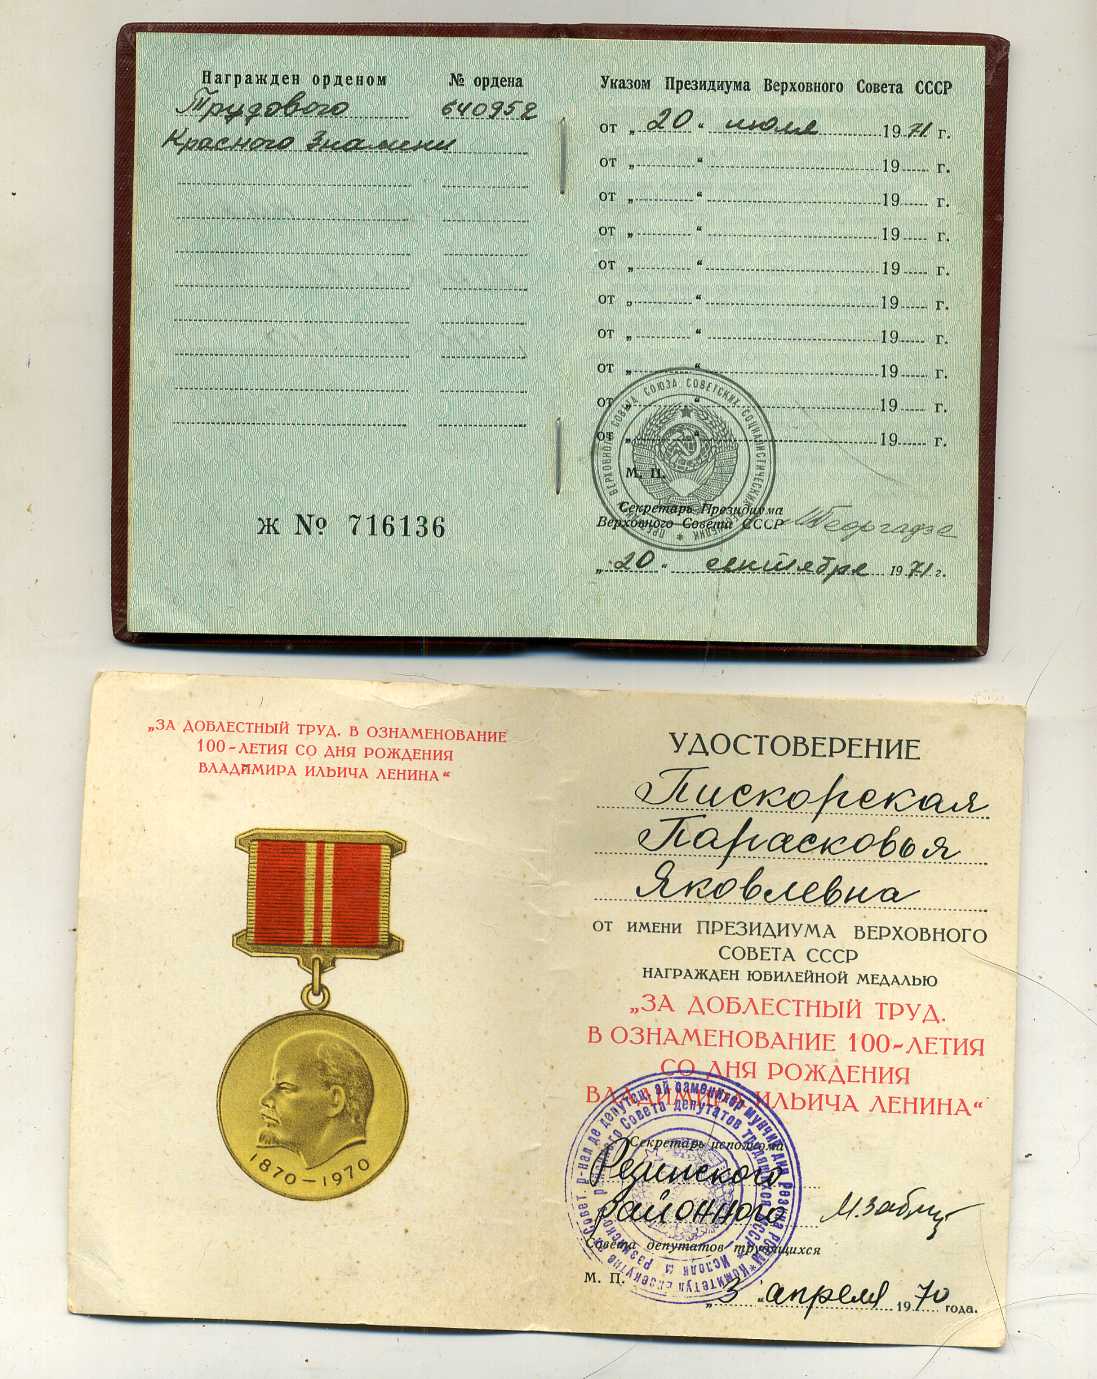 Награжден орденом
№ ордена
Трудового
640952
Красного Знамени
Ж № 716136
Указом Президиума Верховного Совета СССР
от „20“ июля 1971 г.
от „ “ 19 г.
от „ “ 19 г.
от „ “ 19 г.
от „ “ 19 г.
от „ “ 19 г.
от „ “ 19 г.
от „ “ 19 г.
от „ “ 19 г.
от „ “ 19 г.
М. П.
Секретарь Президиума
Верховного Совета СССР
М Георгадзе
„20“ сентября 1971 г.
„ЗА ДОБЛЕСТНЫЙ ТРУД. В ОЗНАМЕНОВАНИЕ
100-ЛЕТИЯ СО ДНЯ РОЖДЕНИЯ
ВЛАДИМИРА ИЛЬИЧА ЛЕНИНА“
1870-1970
УДОСТОВЕРЕНИЕ
Пискорская
Парасковья
Яковлевна
ОТ ИМЕНИ ПРЕЗИДИУМА ВЕРХОВНОГО
СОВЕТА СССР
НАГРАЖДЕН ЮБИЛЕЙНОЙ МЕДАЛЬЮ
„ЗА ДОБЛЕСТНЫЙ ТРУД.
В ОЗНАМЕНОВАНИЕ 100-ЛЕТИЯ
СО ДНЯ РОЖДЕНИЯ
ВЛАДИМИРА ИЛЬИЧА ЛЕНИНА“
Секретарь исполкома
Резинского
районного
Совета депутатов трудящихся
М. П.
„3“ апреля 1970 года.